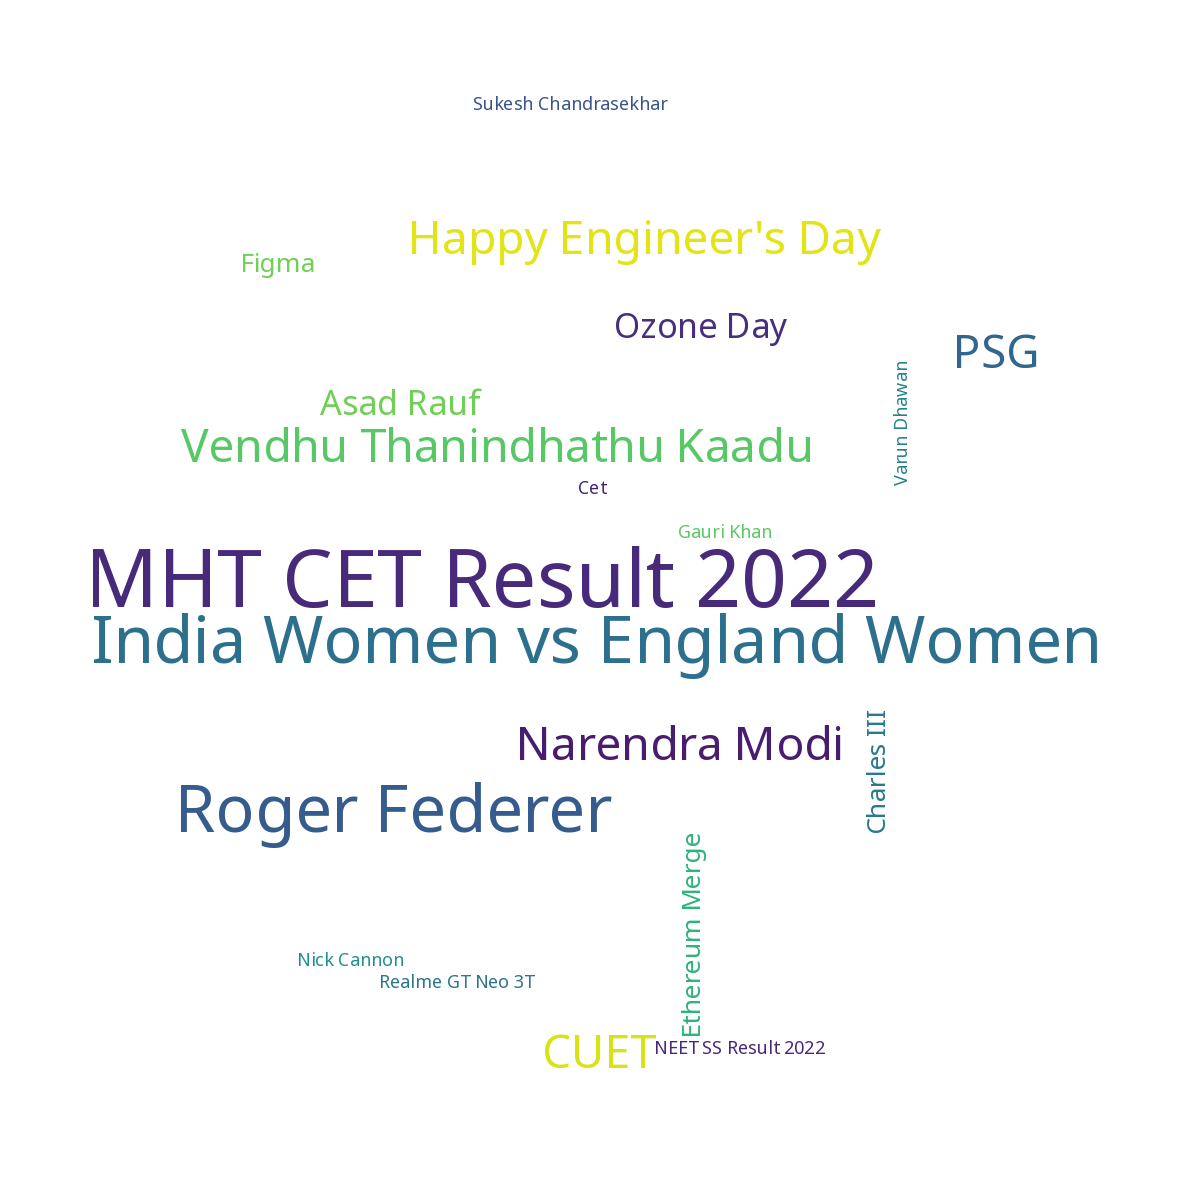 Sukesh Chandrasekhar
Happy Engineer's Day
Figma
Ozone Day
PSG
Varun Dhawan
Asad Rauf
Vendhu Thanindhathu Kaadu
Cet
Gauri Khan
MHT CET Result 2022
India Women vs England Women
Narendra Modi
Charles III
Roger Federer
Ethereum Merge
Nick Cannon
Realme GT Neo 3T
CUET
NEET SS Result 2022